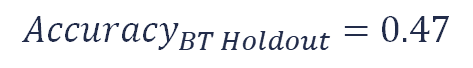 Accuracy_BT Holdout = 0.47